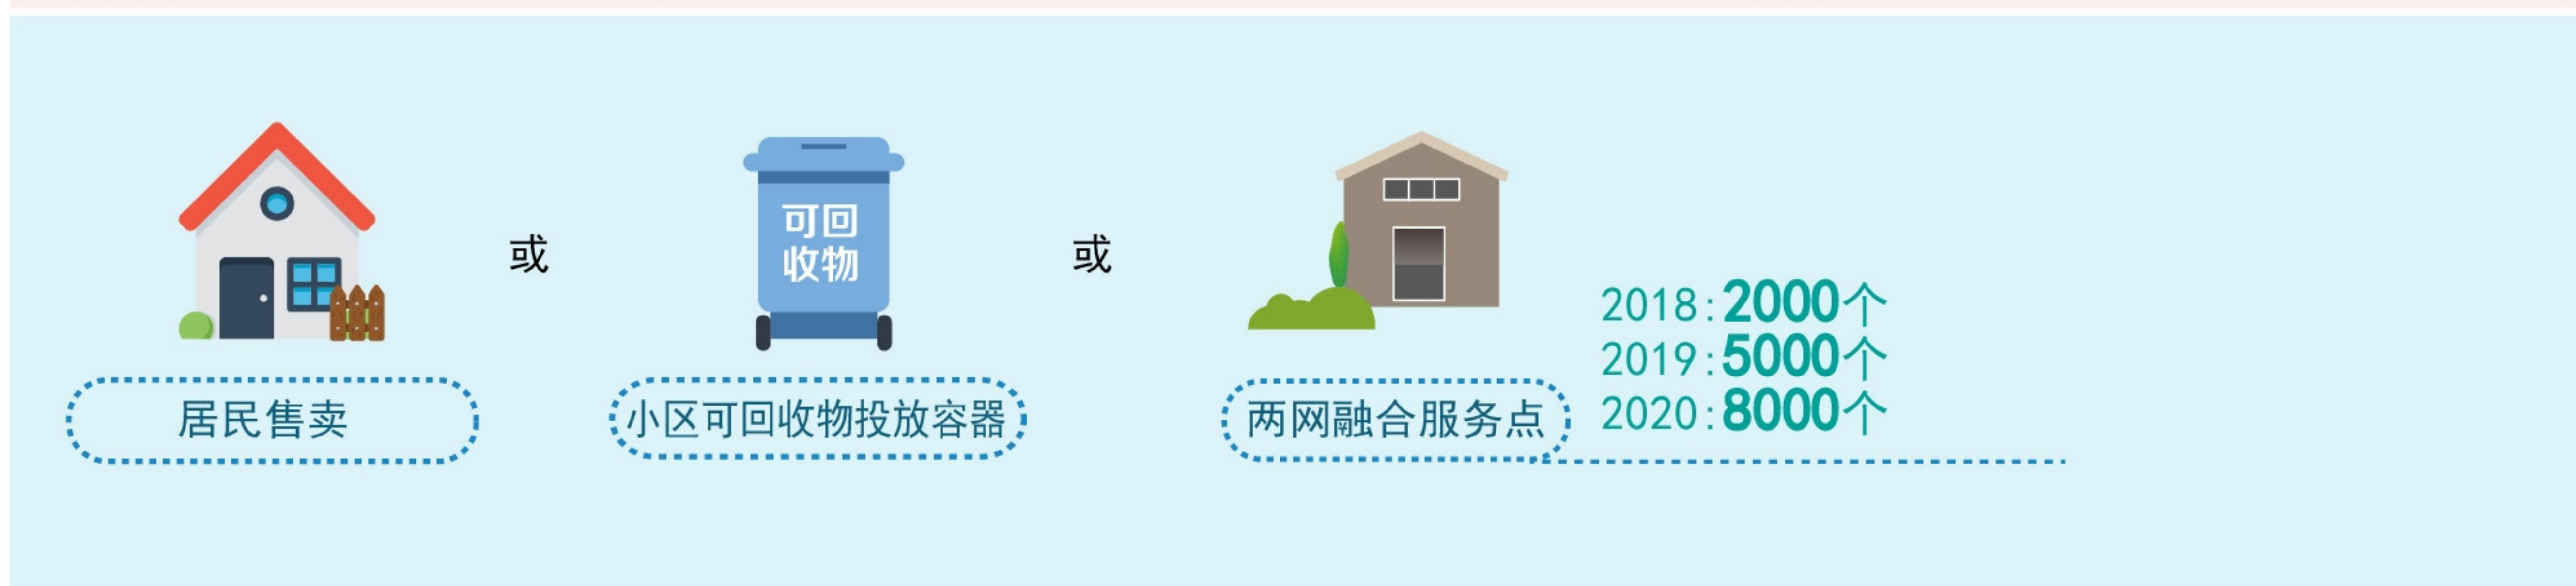 可回
收物
或
或
2018:2000个
2019:5000个
2020:8000个
居民售卖
小区可回收物投放容器
两网融合服务点